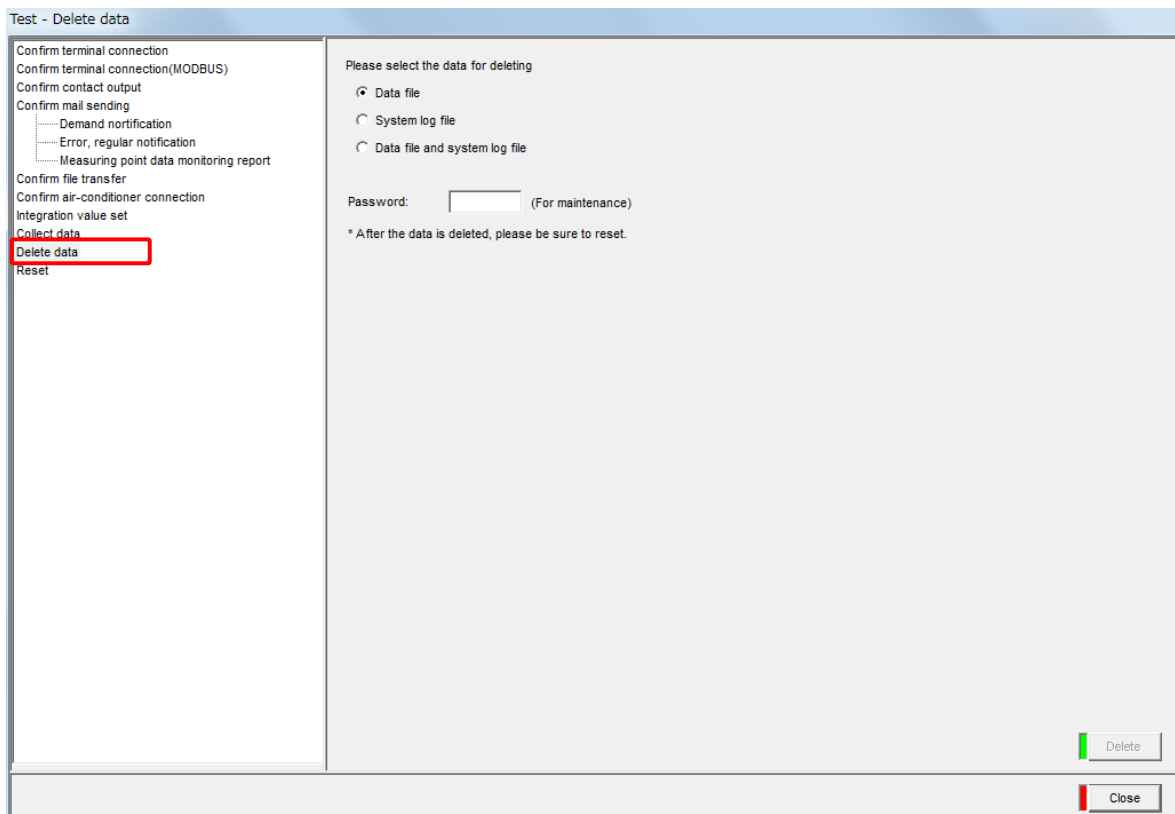 Test - Delete data
Confirm terminal connection
Confirm terminal connection(MODBUS)
Confirm contact output
Confirm mail sending
Demand nortification
Error, regular notification
Measuring point data monitoring report
Confirm file transfer
Confirm air-conditioner connection
Integration value set
Collect data
Delete data
Reset
Please select the data for deleting
Data file
System log file
Data file and system log file
Password: (For maintenance)
* After the data is deleted, please be sure to reset.
Delete
Close